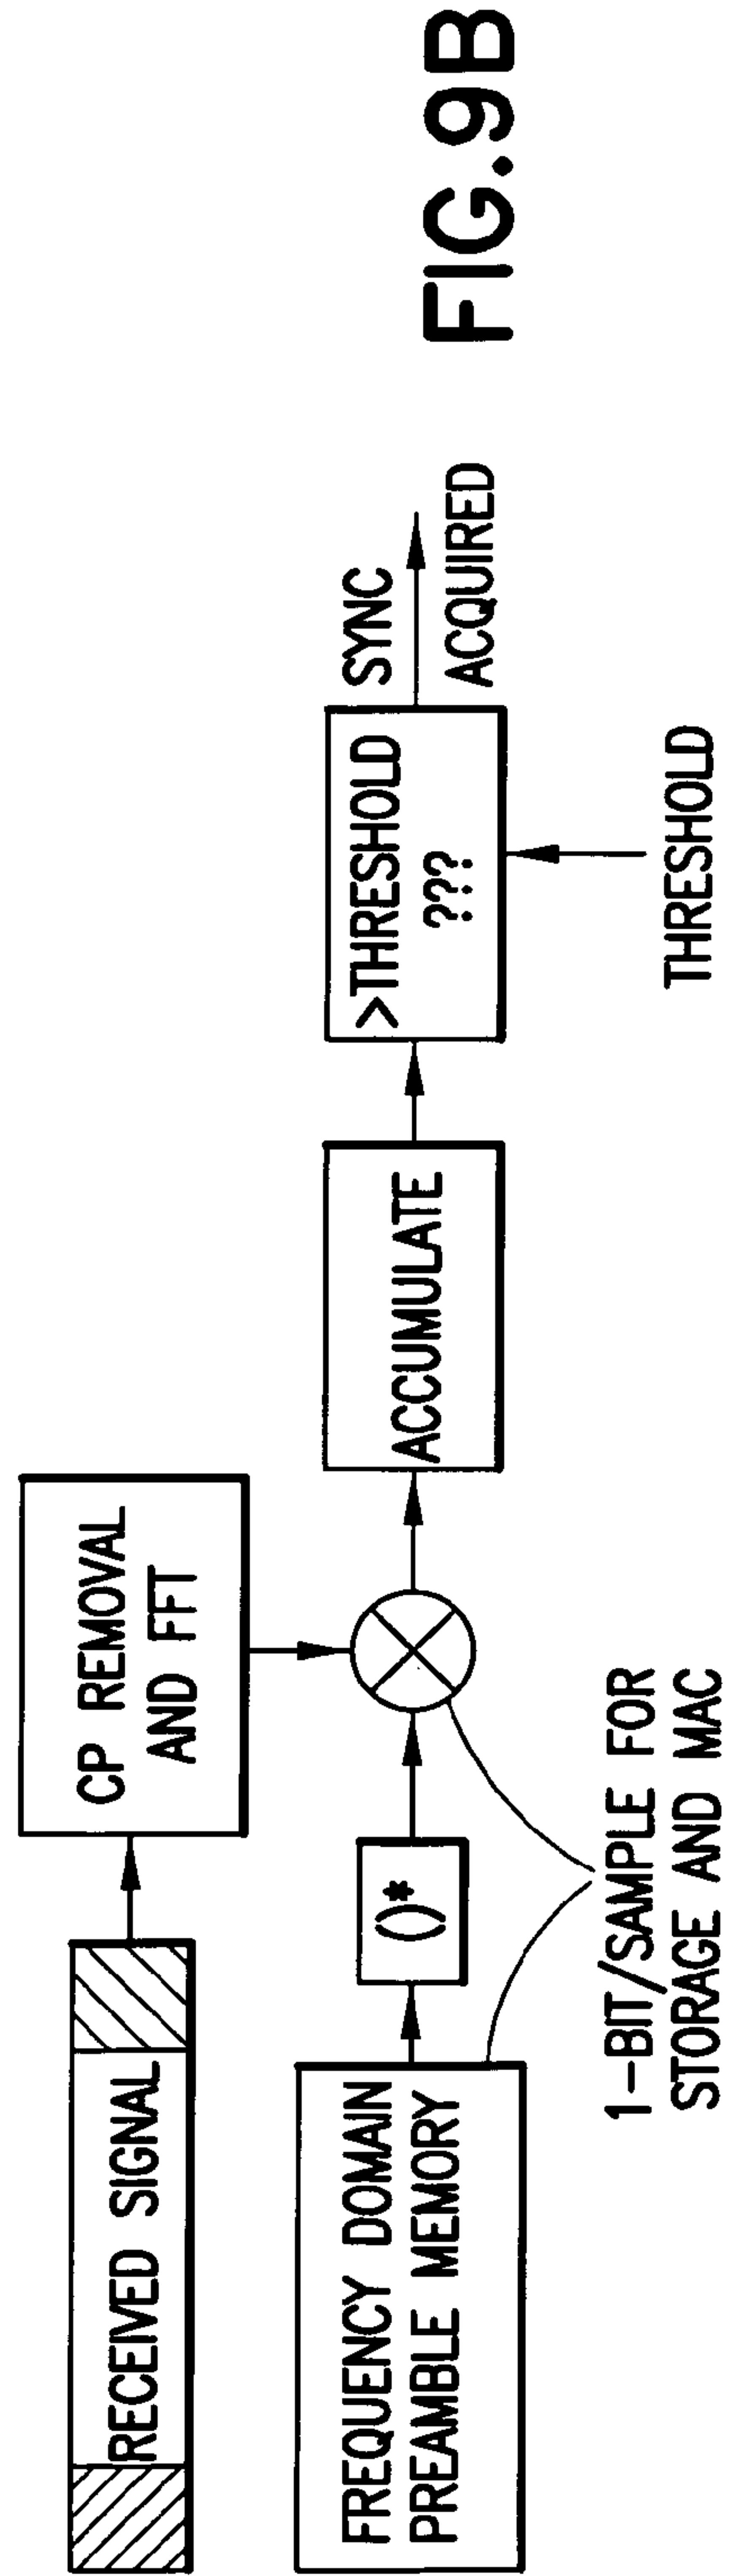 RECEIVED SIGNAL
CP REMOVAL
AND FFT
FREQUENCY DOMAIN
PREAMBLE MEMORY
()*
ACCUMULATE
>THRESHOLD
???
SYNC
ACQUIRED
THRESHOLD
1-BIT/SAMPLE FOR
STORAGE AND MAC
FIG.9B